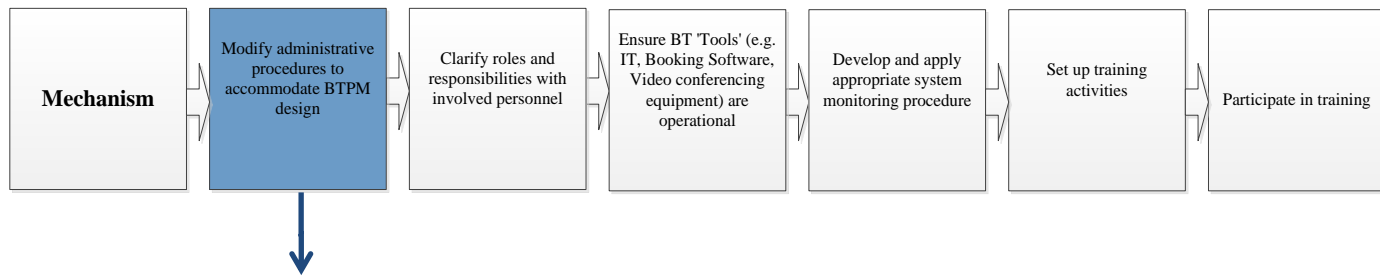 Mechanism
Modify administrative
procedures to
accommodate BTPM
design
Clarify roles and
responsibilities with
involved personnel
Ensure BT 'Tools' (e.g.
IT, Booking Software,
Video conferencing
equipment) are
operational
Develop and apply
appropriate system
monitoring procedure
Set up training
activities
Participate in training